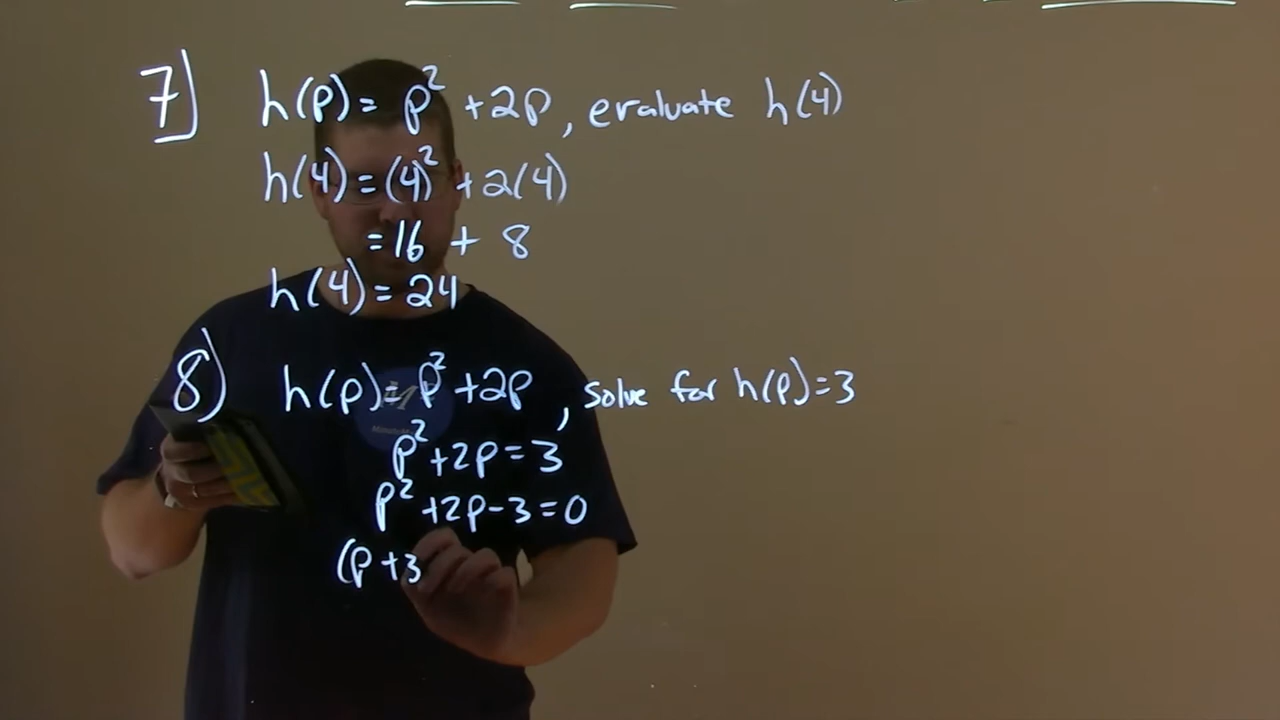 7) h(p) = p² + 2p, evaluate h(4)
h(4) = (4)² + 2(4)
= 16 + 8
h(4) = 24
8) h(p) = p² + 2p, solve for h(p) = 3
p² + 2p = 3
p² + 2p - 3 = 0
(p + 3